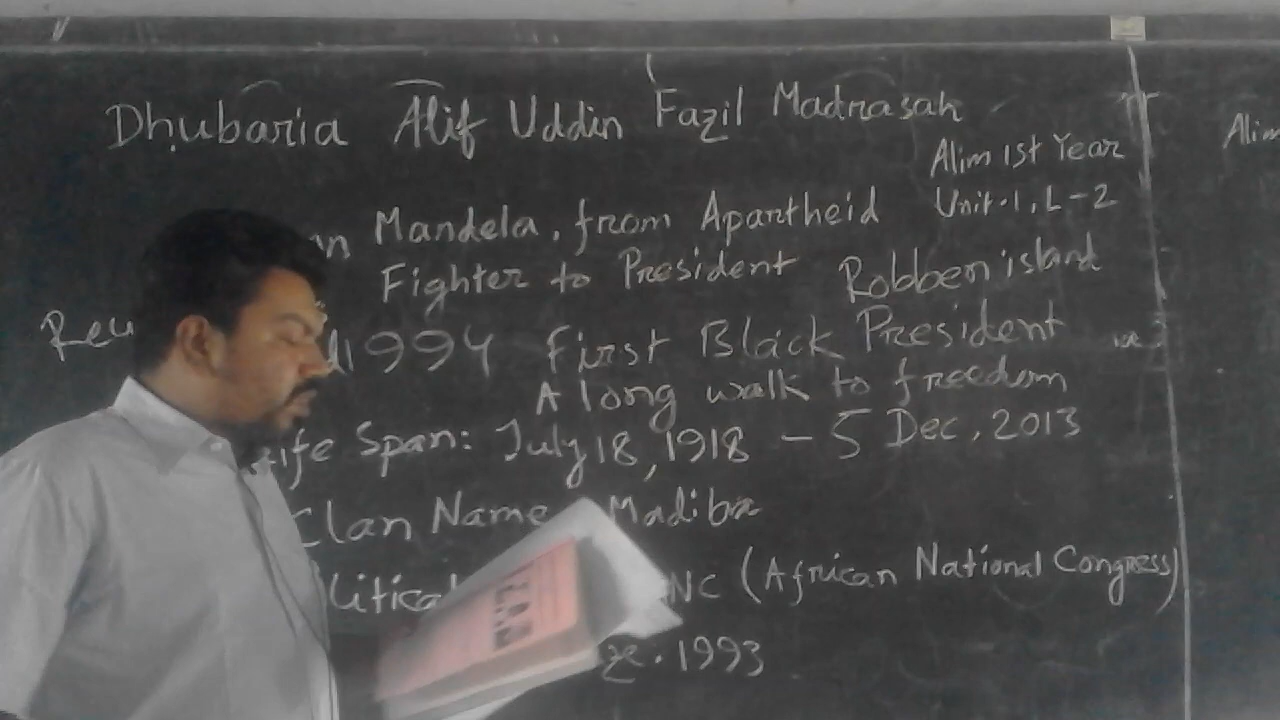 Dhubaria Alif Uddin Fazil Madrasah
Alim 1st Year
Unit-1, L-2
Mandela, from Apartheid
Fighter to President
Robben island
1994 First Black President
A long walk to freedom
Life Span: July 18, 1918 – 5 Dec, 2013
Clan Name Madiba
NC (African National Congress)
1993
Alim